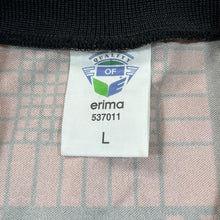 QUALITY
OF
erima
537011
L